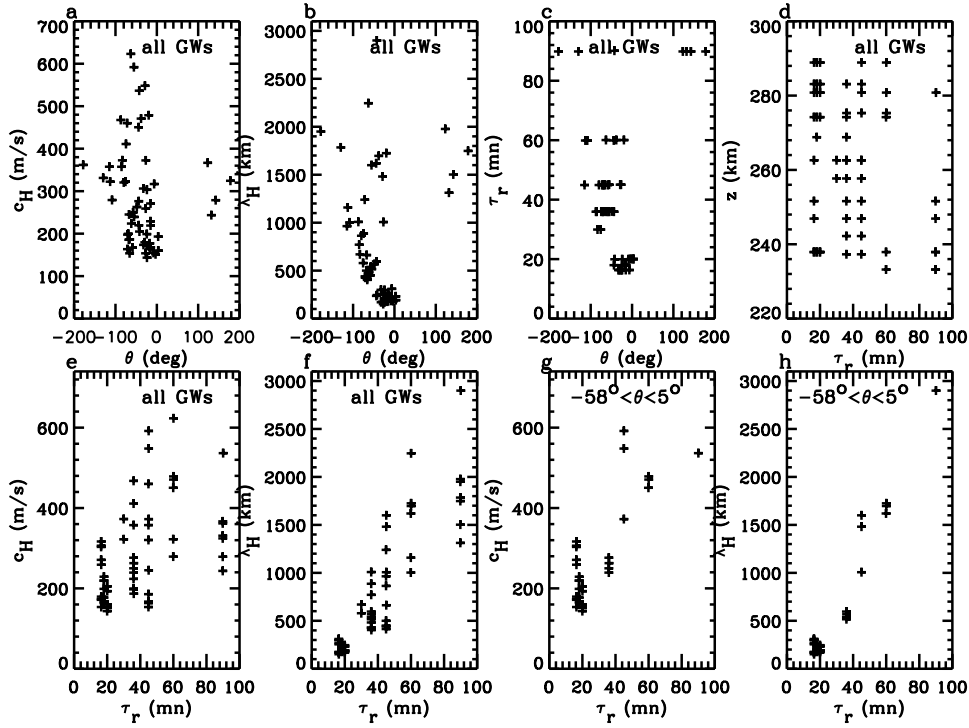 a
all GWs
700
600
500
400
300
200
100
0
c_H (m/s)
-200 -100 0 100 200
θ (deg)
b
all GWs
3000
2500
2000
1500
1000
500
0
λ_H (km)
-200 -100 0 100 200
θ (deg)
c
all GWs
100
80
60
40
20
0
τ_r (mn)
-200 -100 0 100 200
θ (deg)
d
all GWs
300
280
260
240
220
z (km)
0 20 40 60 80 100
τ_r (mn)
e
all GWs
600
400
200
0
c_H (m/s)
0 20 40 60 80 100
τ_r (mn)
f
all GWs
3000
2500
2000
1500
1000
500
0
λ_H (km)
0 20 40 60 80 100
τ_r (mn)
g
-58°<θ<5°
600
400
200
0
c_H (m/s)
0 20 40 60 80 100
τ_r (mn)
h
-58°<θ<5°
3000
2500
2000
1500
1000
500
0
λ_H (km)
0 20 40 60 80 100
τ_r (mn)